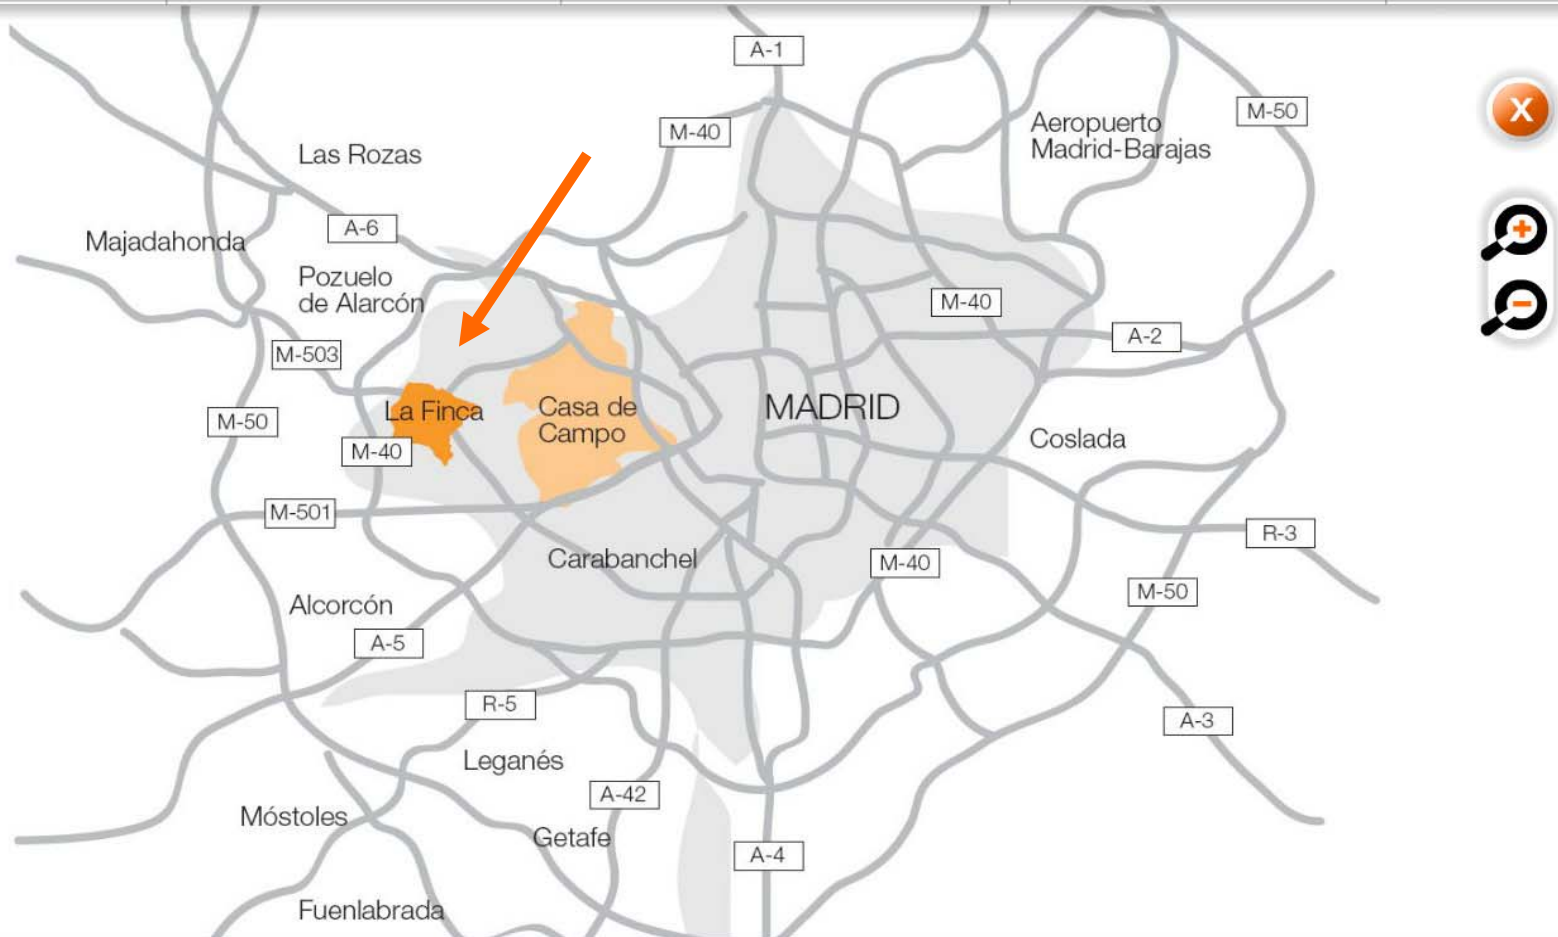 A-1
M-40
M-50
Aeropuerto
Madrid-Barajas
X
Las Rozas
A-6
Majadahonda
Pozuelo
de Alarcón
M-40
A-2
M-503
La Finca
Casa de
Campo
MADRID
M-50
M-40
Coslada
M-501
R-3
Carabanchel
M-40
M-50
Alcorcón
A-5
R-5
A-3
Leganés
A-42
Móstoles
Getafe
A-4
Fuenlabrada